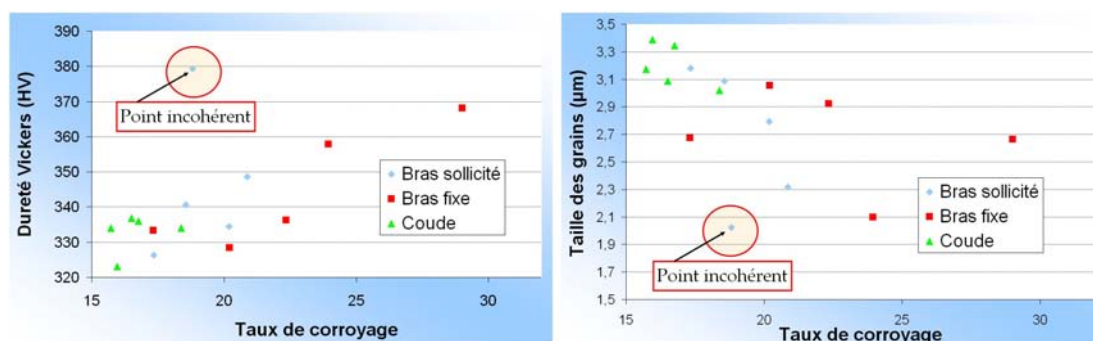 Dureté Vickers (HV)
390
380
370
360
350
340
330
320
Point incohérent
Bras sollicité
Bras fixe
Coude
15
20
25
30
Taux de corroyage
Taille des grains (µm)
3,5
3,3
3,1
2,9
2,7
2,5
2,3
2,1
1,9
1,7
1,5
Bras sollicité
Bras fixe
Coude
Point incohérent
15
20
25
30
Taux de corroyage